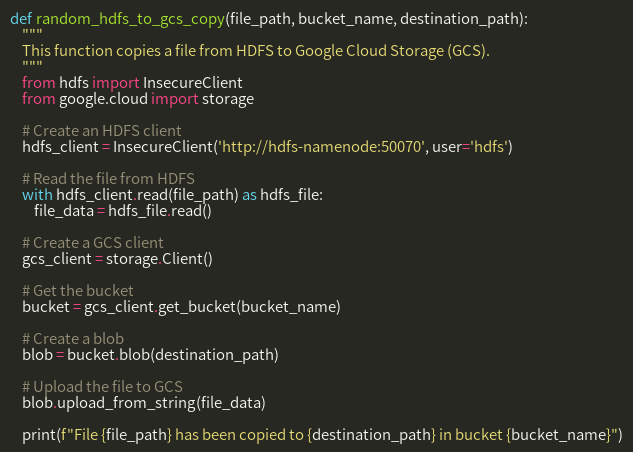 def random_hdfs_to_gcs_copy(file_path, bucket_name, destination_path):
    """
    This function copies a file from HDFS to Google Cloud Storage (GCS).
    """
    from hdfs import InsecureClient
    from google.cloud import storage

    # Create an HDFS client
    hdfs_client = InsecureClient('http://hdfs-namenode:50070', user='hdfs')

    # Read the file from HDFS
    with hdfs_client.read(file_path) as hdfs_file:
        file_data = hdfs_file.read()

    # Create a GCS client
    gcs_client = storage.Client()

    # Get the bucket
    bucket = gcs_client.get_bucket(bucket_name)

    # Create a blob
    blob = bucket.blob(destination_path)

    # Upload the file to GCS
    blob.upload_from_string(file_data)

    print(f"File {file_path} has been copied to {destination_path} in bucket {bucket_name}")